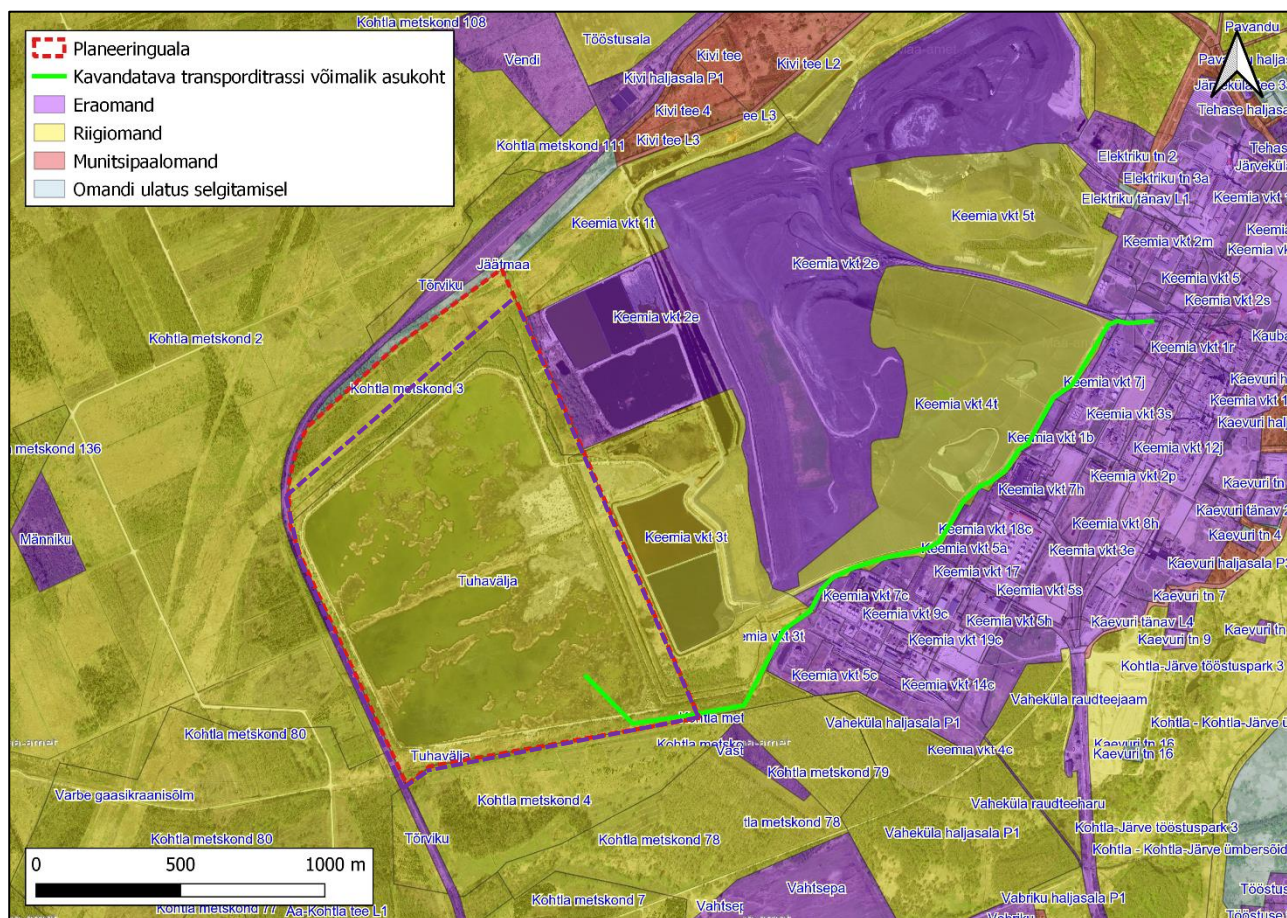 Planeeringuala
Kavandatava transporditrassi võimalik asukoht
Eraomand
Riigiomand
Munitsipaalomand
Omandi ulatus selgitamisel
Kohtla metskond 108
Vendi
Tööstusala
Kivi tee
Kivi haljasala P1
Kivi tee L2
Kivi tee 4
tee L3
Kivi tee L3
Kohtla metskond 111
Pavandu
Tehase haljas
Elektriku tn 2
Elektriku tn 3a
Elektriku tänav L1
Keemia vkt 1t
Keemia vkt 5t
Keemia vkt 2m
Keemia vkt 2e
Keemia vkt 5
Keemia vkt 2s
Jäätmaa
Tõrviku
Kohtla metskond 2
Keemia vkt 2e
Keemia vkt 1r
Kohtla metskond 3
Keemia vkt 7j
Keemia vkt 4t
Keemia vkt 3s
Keemia vkt 1b
Keemia vkt 12j
metskond 136
Keemia vkt 2p
Keemia vkt 7h
Kaevuri tn
Männiku
Keemia vkt 3t
Keemia vkt 18c
Keemia vkt 8h
Kaevuri tänav 2
Kaevuri tn 4
Keemia vkt 5a
Keemia vkt 3e
Keemia vkt 17
Kaevuri haljasala P
Tuhavälja
Keemia vkt 7c
Keemia vkt 5s
Kaevuri tn 7
Keemia vkt 9c
Keemia vkt 5h
Kaevuri tänav L4
emia vkt 3t
Keemia vkt 19c
Kaevuri tn 9
Kaevuri tn
Keemia vkt 5c
Keemia vkt 14c
Kohtla-Järve tööstuspark 3
Vaheküla raudteejaam
Kohtla met
Vaheküla haljasala P1
Kohtla - Kohtla-Järve ü
Kohtla metskond 80
Tuhavälja
Vast
Keemia vkt 4c
Kaevuri tn 16
Kaevuri tn 16
Kohtla metskond 79
Varbe gaasikraanisõlm
Kohtla metskond 4
Vaheküla raudteeharu
Kohtla metskond 80
Tõrviku
Kohtla metskond 78
tla metskond 78
Vaheküla haljasala P1
Kohtla-Järve tööstuspark 3
Kohtla - Kohtla-Järve ümbersõid
0 500 1000 m
Kohtla metskond 77
Aa-Kohtla tee L1
Kohtla metskond 7
Vahtsepa
Vabriku haljasala P1
Tööstus